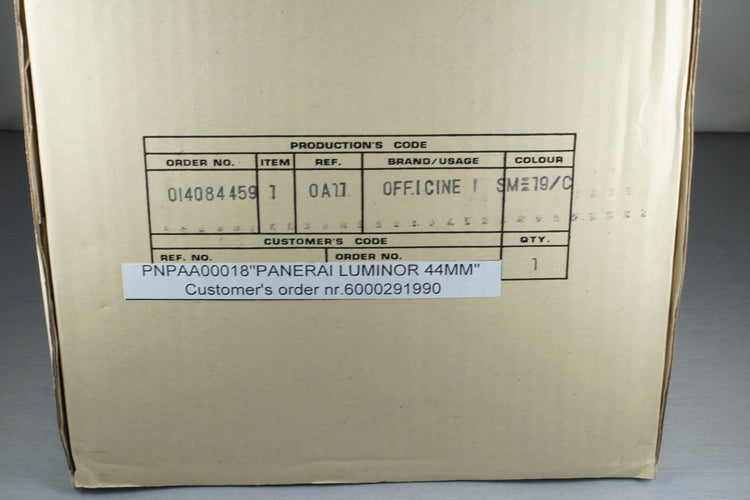 PRODUCTION'S CODE
ORDER NO. ITEM REF. BRAND/USAGE COLOUR
014084459 1 0A17 OFFICINE
CUSTOMER'S CODE QTY.
REF. NO. ORDER NO. 1
PNPAA00018"PANERAI LUMINOR 44MM"
Customer's order nr.6000291990